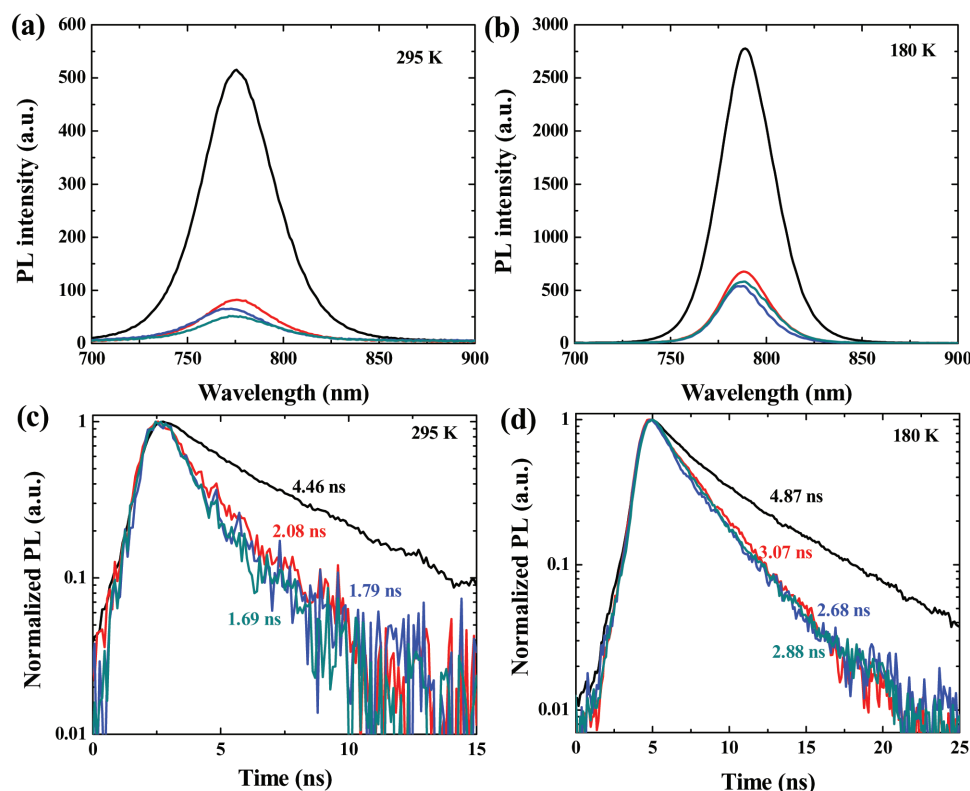 (a)
295 K
PL intensity (a.u.)
600
500
400
300
200
100
0
700
750
800
850
900
Wavelength (nm)
(b)
180 K
PL intensity (a.u.)
3000
2500
2000
1500
1000
500
0
700
750
800
850
900
Wavelength (nm)
(c)
295 K
Normalized PL (a.u.)
1
0.1
0.01
4.46 ns
2.08 ns
1.79 ns
1.69 ns
0
5
10
15
Time (ns)
(d)
180 K
Normalized PL (a.u.)
1
0.1
0.01
4.87 ns
3.07 ns
2.68 ns
2.88 ns
0
5
10
15
20
25
Time (ns)